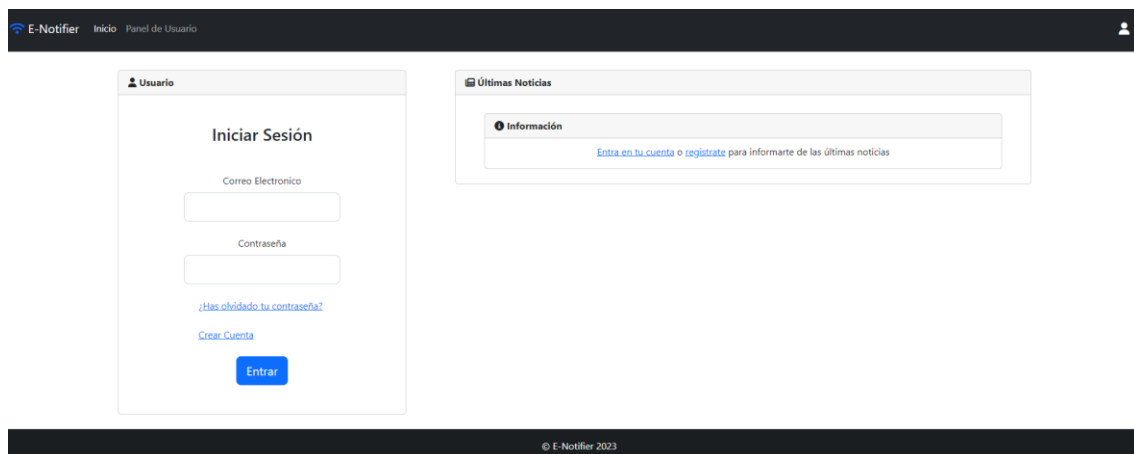 E-Notifier Inicio Panel de Usuario
Usuario
Iniciar Sesión
Correo Electronico
Contraseña
¿Has olvidado tu contraseña?
Crear Cuenta
Entrar
Últimas Noticias
Información
Entra en tu cuenta o registrate para informarte de las últimas noticias
© E-Notifier 2023